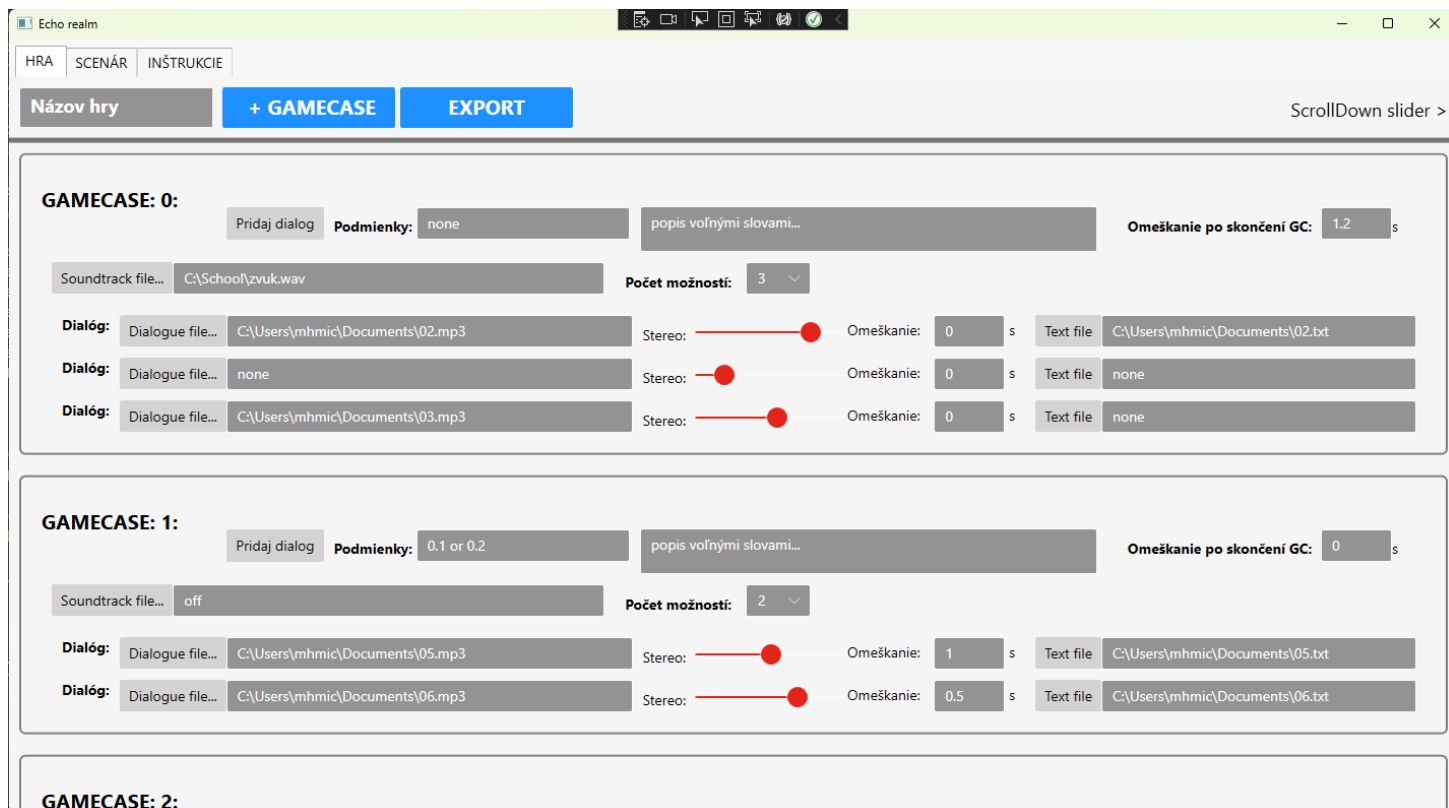 Echo realm
HRA SCENÁR INŠTRUKCIE
Názov hry + GAMECASE EXPORT ScrollDown slider >
GAMECASE: 0:
Pridaj dialog Podmienky: none popis voľnými slovami... Omeškanie po skončení GC: 1.2 s
Soundtrack file... C:\School\zvuk.wav Počet možností: 3
Dialóg: Dialogue file... C:\Users\mhmic\Documents\02.mp3 Stereo: Omeškanie: 0 s Text file C:\Users\mhmic\Documents\02.txt
Dialóg: Dialogue file... none Stereo: Omeškanie: 0 s Text file none
Dialóg: Dialogue file... C:\Users\mhmic\Documents\03.mp3 Stereo: Omeškanie: 0 s Text file none
GAMECASE: 1:
Pridaj dialog Podmienky: 0.1 or 0.2 popis voľnými slovami... Omeškanie po skončení GC: 0 s
Soundtrack file... off Počet možností: 2
Dialóg: Dialogue file... C:\Users\mhmic\Documents\05.mp3 Stereo: Omeškanie: 1 s Text file C:\Users\mhmic\Documents\05.txt
Dialóg: Dialogue file... C:\Users\mhmic\Documents\06.mp3 Stereo: Omeškanie: 0.5 s Text file C:\Users\mhmic\Documents\06.txt
GAMECASE: 2: